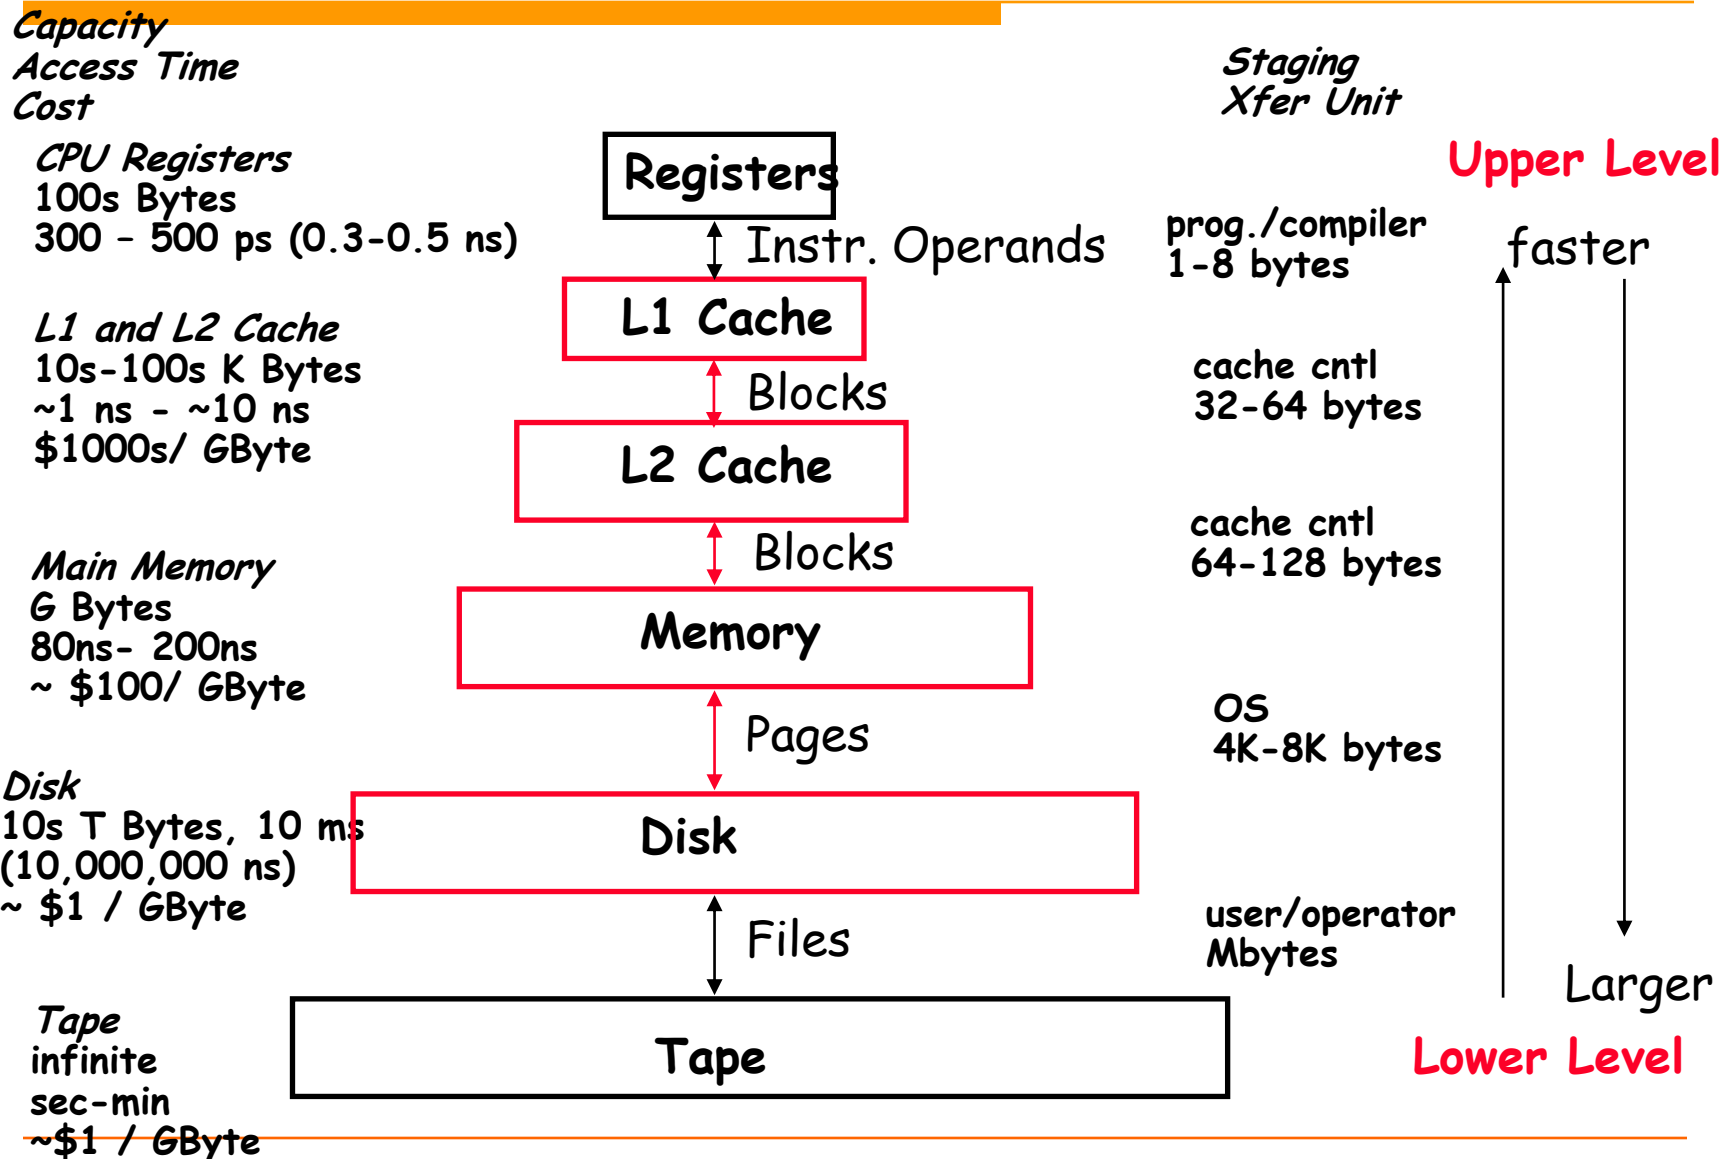 Capacity
Access Time
Cost
Staging
Xfer Unit
CPU Registers
100s Bytes
300 – 500 ps (0.3-0.5 ns)
Registers
Upper Level
Instr. Operands
prog./compiler
1-8 bytes
faster
L1 and L2 Cache
10s-100s K Bytes
~1 ns - ~10 ns
$1000s/ GByte
L1 Cache
Blocks
cache cntl
32-64 bytes
L2 Cache
Blocks
cache cntl
64-128 bytes
Main Memory
G Bytes
80ns- 200ns
~ $100/ GByte
Memory
Pages
OS
4K-8K bytes
Disk
10s T Bytes, 10 ms
(10,000,000 ns)
~ $1 / GByte
Disk
Files
user/operator
Mbytes
Larger
Tape
infinite
sec-min
~$1 / GByte
Tape
Lower Level